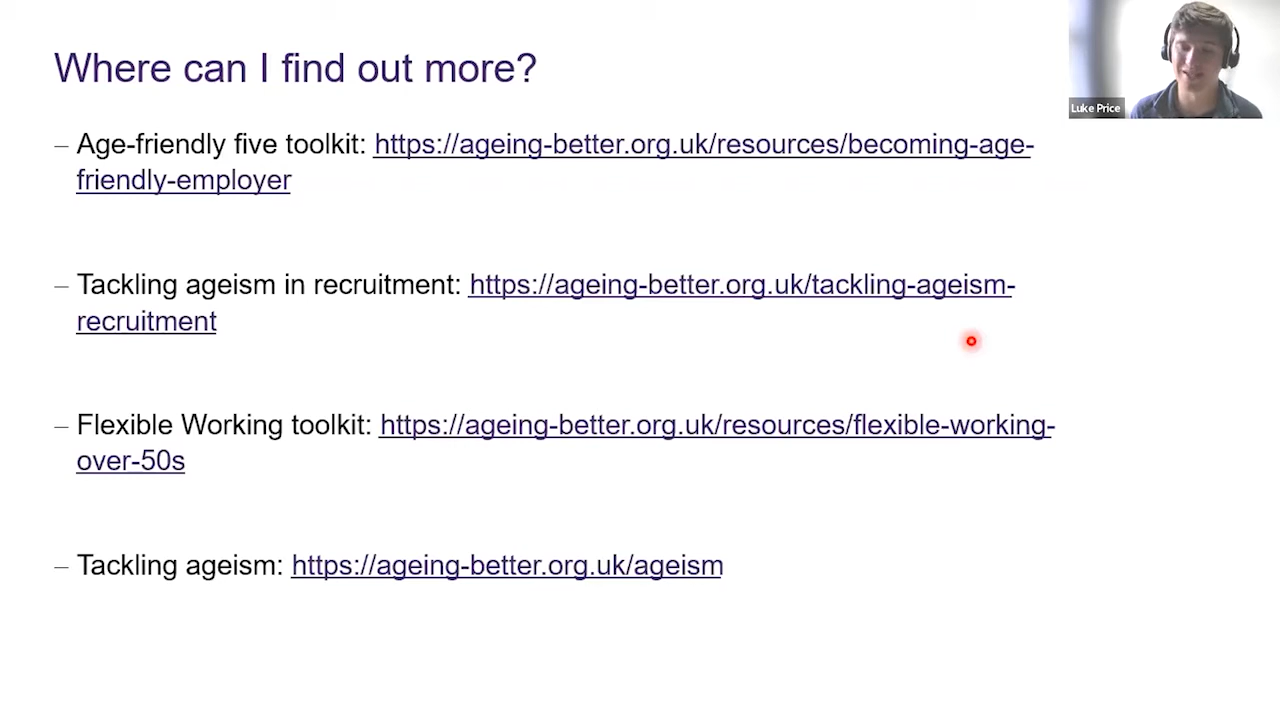 Where can I find out more?
Luke Price
– Age-friendly five toolkit: https://ageing-better.org.uk/resources/becoming-age-
friendly-employer
– Tackling ageism in recruitment: https://ageing-better.org.uk/tackling-ageism-
recruitment
– Flexible Working toolkit: https://ageing-better.org.uk/resources/flexible-working-
over-50s
– Tackling ageism: https://ageing-better.org.uk/ageism